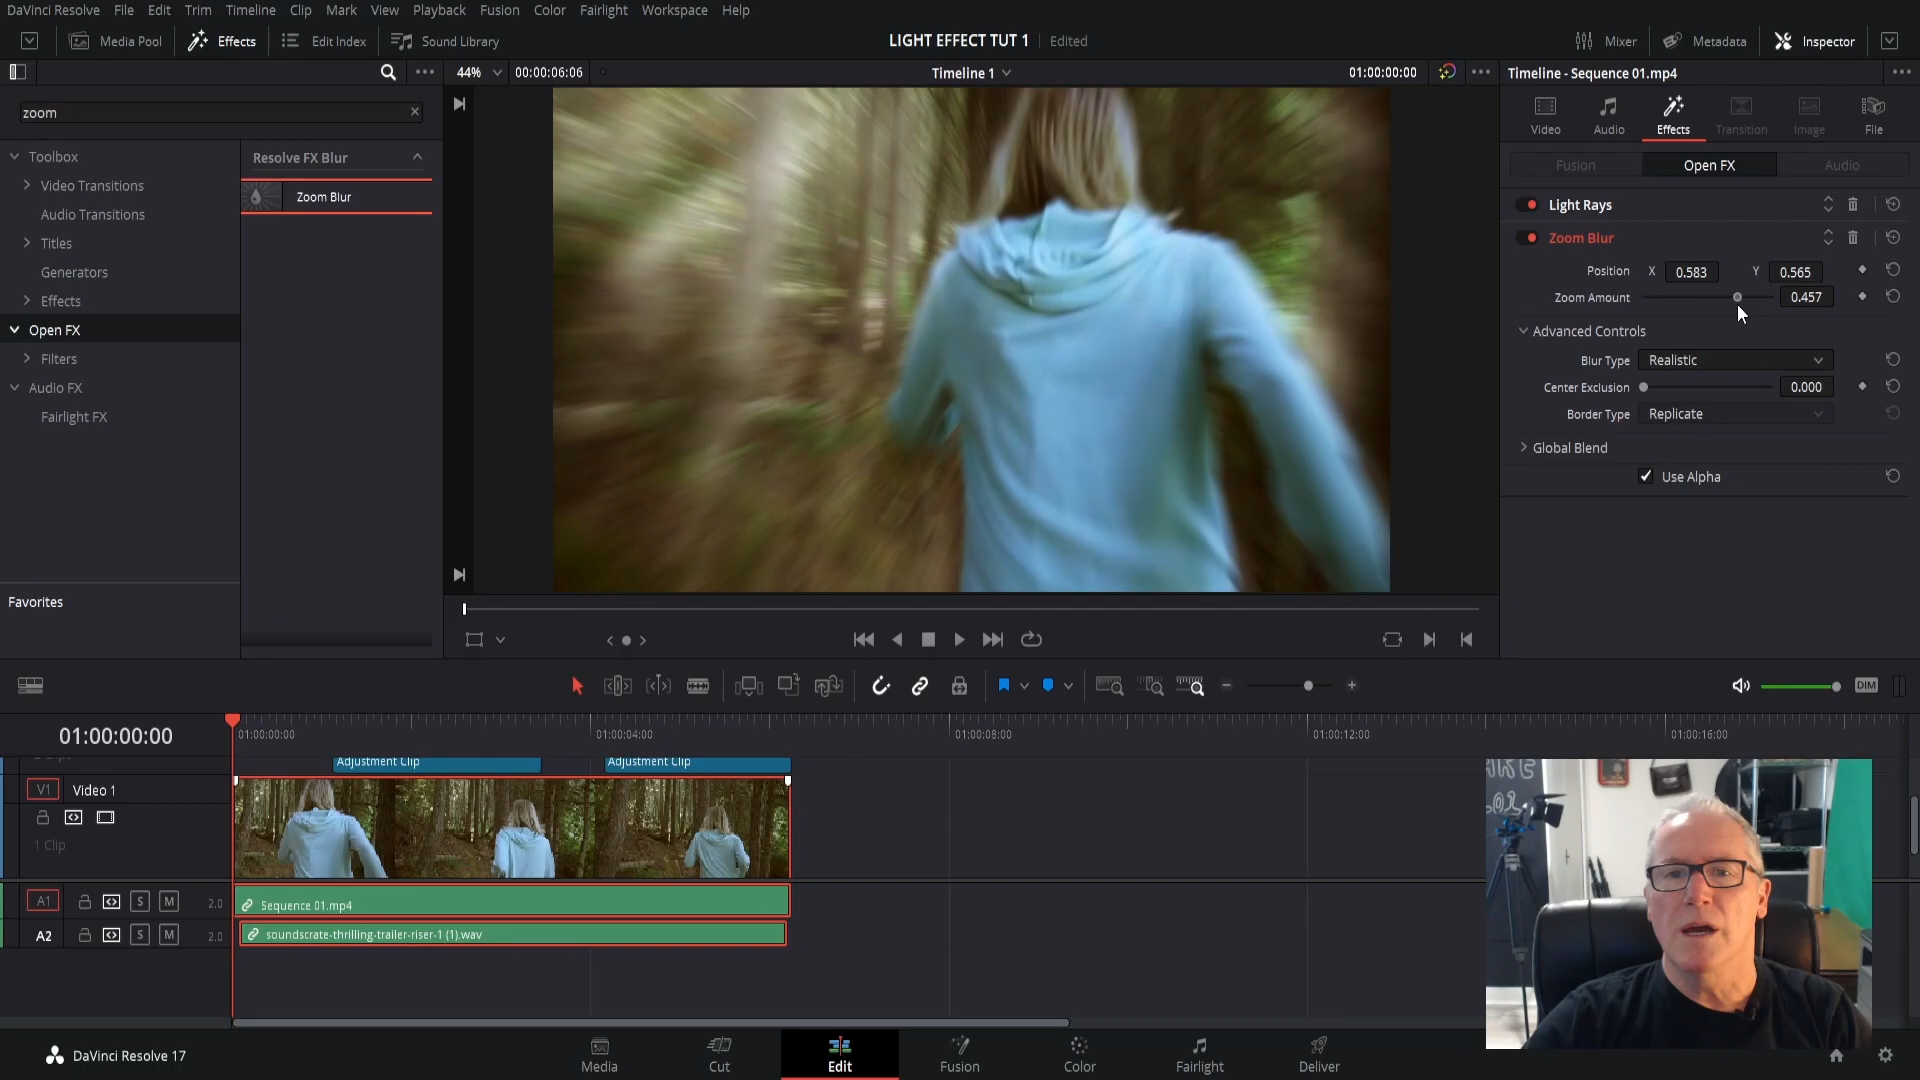 DaVinci Resolve File Edit Trim Timeline Clip Mark View Playback Fusion Color Fairlight Workspace Help
Media Pool Effects Edit Index Sound Library LIGHT EFFECT TUT 1 Edited Mixer Metadata Inspector
44% 00:00:06:06 Timeline 1 01:00:00:00 Timeline - Sequence 01.mp4
zoom
Video Audio Effects Transition Image File
Toolbox
Video Transitions
Audio Transitions
Titles
Generators
Effects
Open FX
Filters
Audio FX
Fairlight FX
Favorites
Resolve FX Blur
Zoom Blur
Fusion Open FX Audio
Light Rays
Zoom Blur
Position X 0.583 Y 0.565
Zoom Amount 0.457
Advanced Controls
Blur Type Realistic
Center Exclusion 0.000
Border Type Replicate
Global Blend
Use Alpha
DIM
01:00:00:00
01:00:00:00 01:00:04:00 01:00:08:00 01:00:12:00 01:00:16:00
Adjustment Clip Adjustment Clip
V1 Video 1
1 Clip
A1 S M 2.0 Sequence 01.mp4
A2 S M 2.0 soundscrate-thrilling-trailer-riser-1 (1).wav
DaVinci Resolve 17
Media Cut Edit Fusion Color Fairlight Deliver